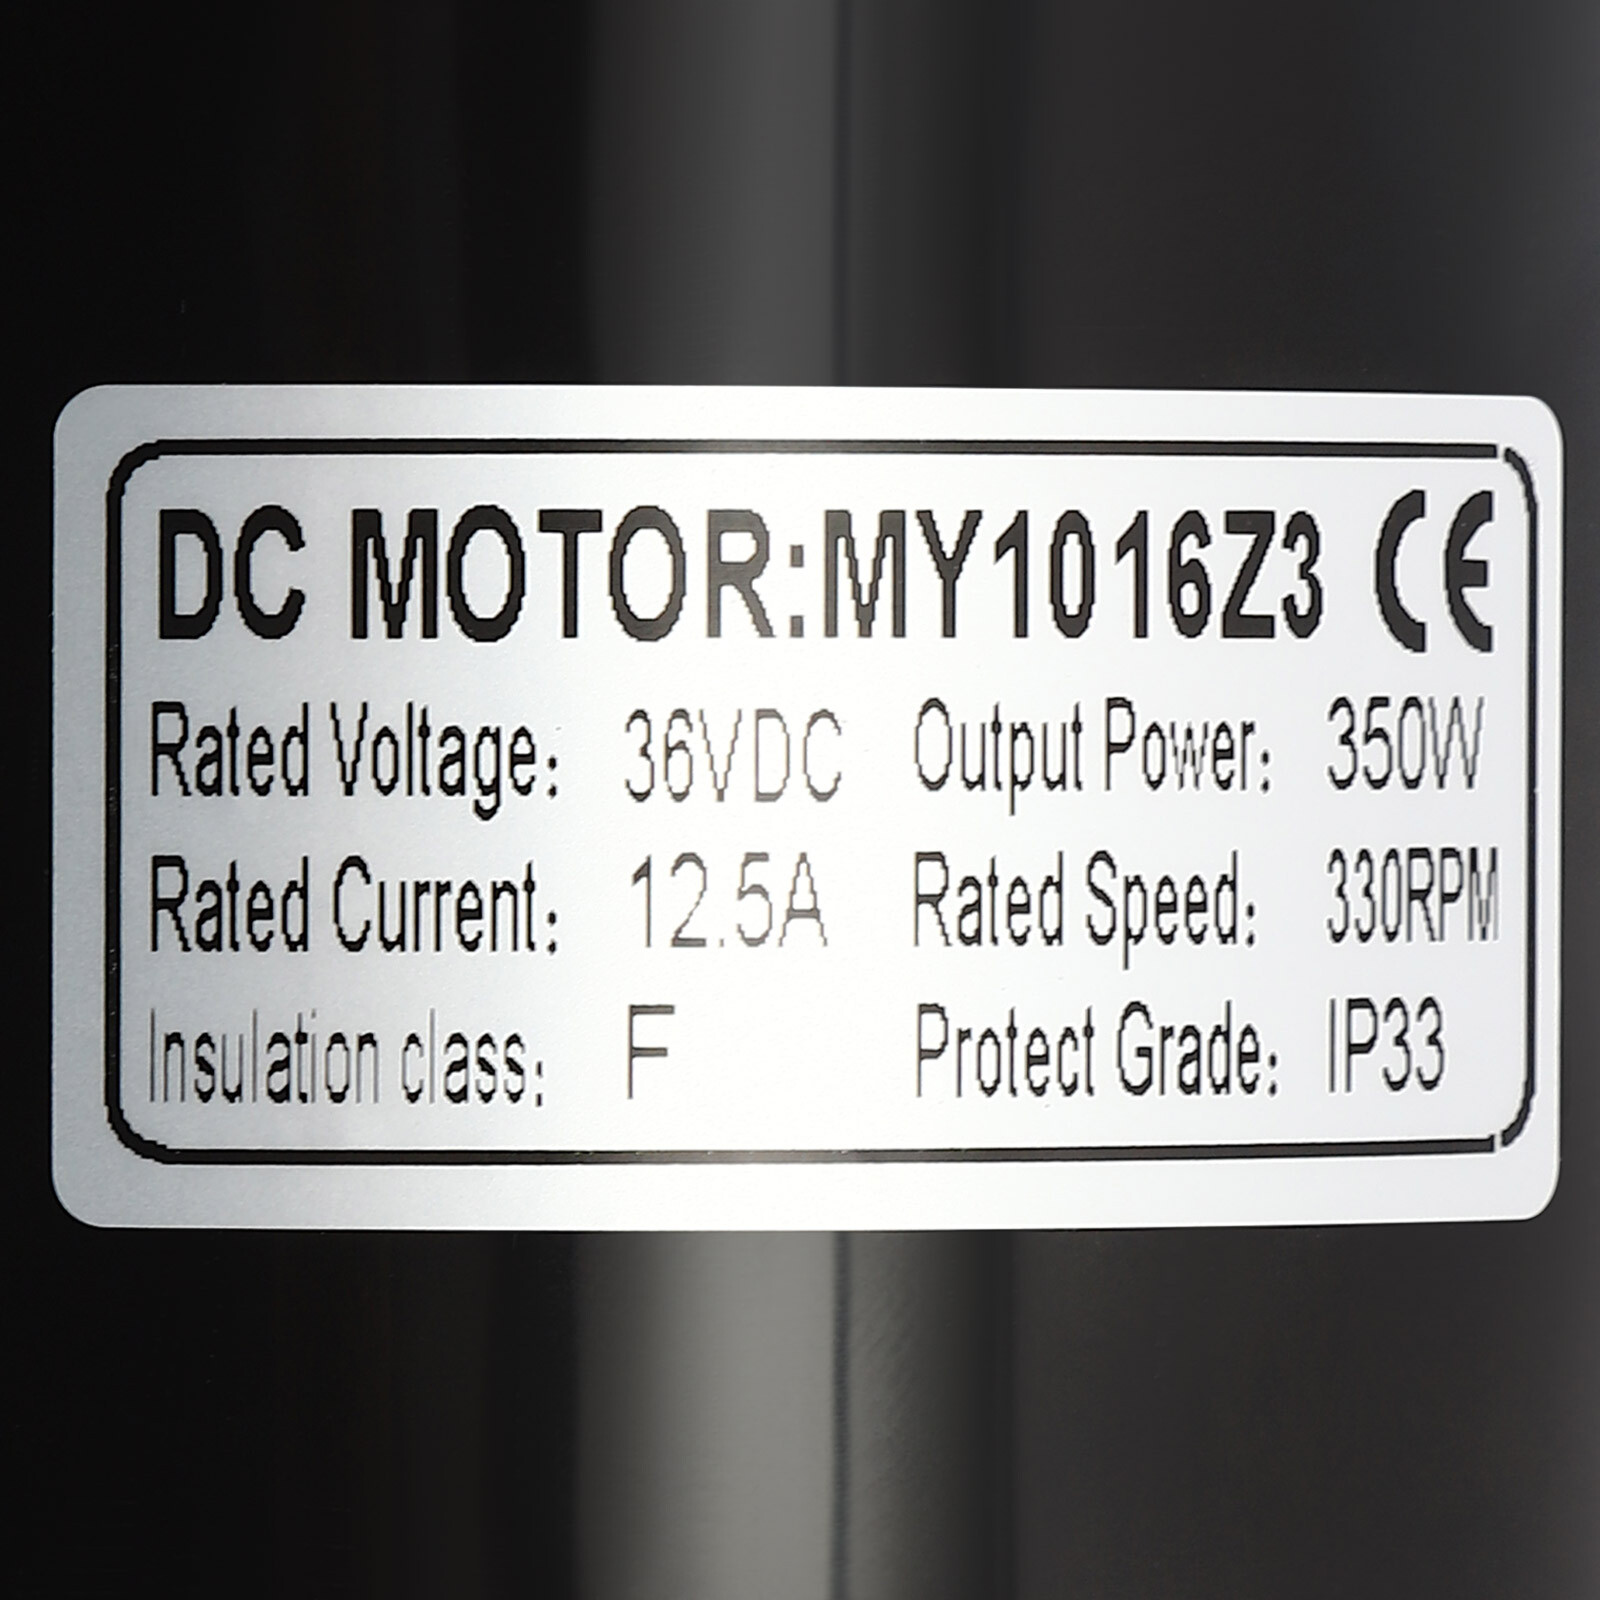 DC MOTOR:MY1016Z3 CE
Rated Voltage: 36VDC Output Power: 350W
Rated Current: 12.5A Rated Speed: 330RPM
Insulation class: F Protect Grade: IP33